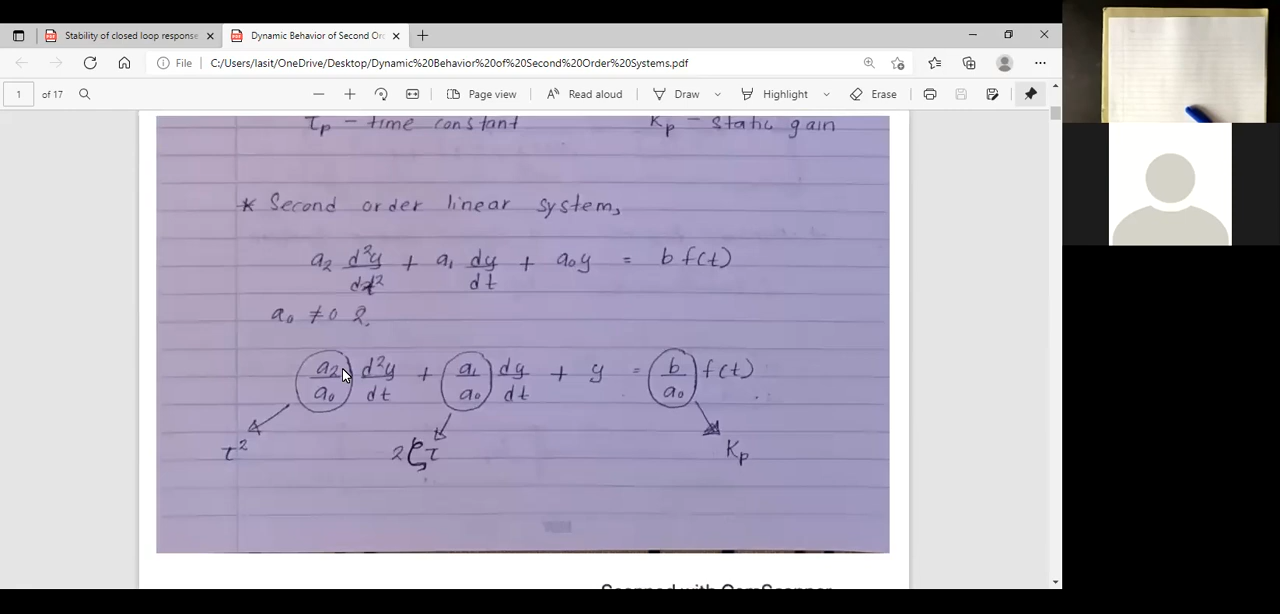 Stability of closed loop response
Dynamic Behavior of Second Or
File C:/Users/lasit/OneDrive/Desktop/Dynamic%20Behavior%20of%20Second%20Order%20Systems.pdf
1 of 17 Page view Read aloud Draw Highlight Erase
τp – time constant Kp – static gain
* Second order linear system,
a₂ d²y/dt² + a₁ dy/dt + a₀y = b f(t)
a₀ ≠ 0 &
a₂/a₀ d²y/dt + a₁/a₀ dy/dt + y = b/a₀ f(t)
τ² 2ζτ Kp
Scanned with CamScanner